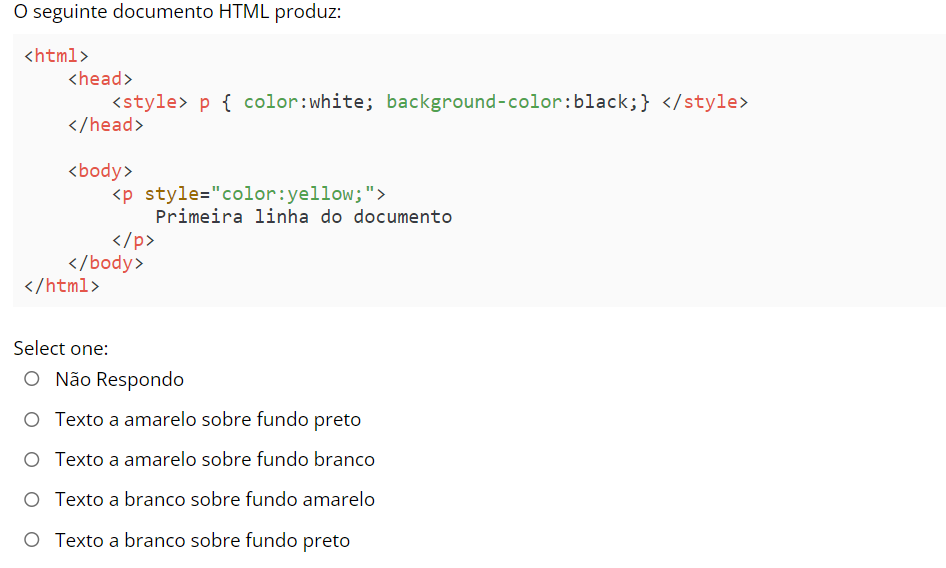 O seguinte documento HTML produz:
<html>
<head>
<style> p { color:white; background-color:black;} </style>
</head>
<body>
<p style="color:yellow;">
Primeira linha do documento
</p>
</body>
</html>
Select one:
Não Respondo
Texto a amarelo sobre fundo preto
Texto a amarelo sobre fundo branco
Texto a branco sobre fundo amarelo
Texto a branco sobre fundo preto